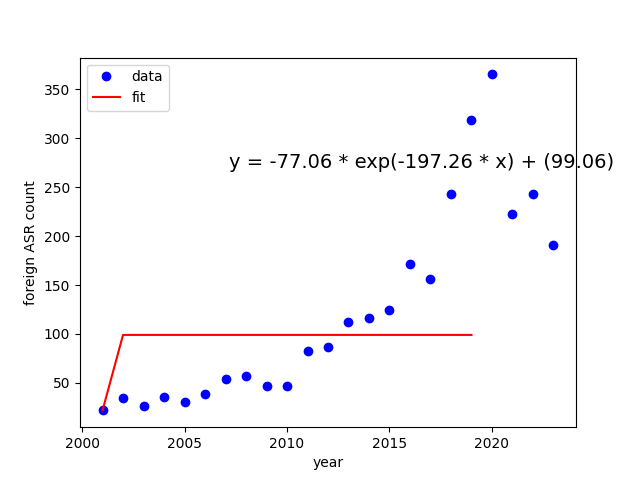 data
fit
y = -77.06 * exp(-197.26 * x) + (99.06)
350
300
250
200
150
100
50
foreign ASR count
2000 2005 2010 2015 2020
year